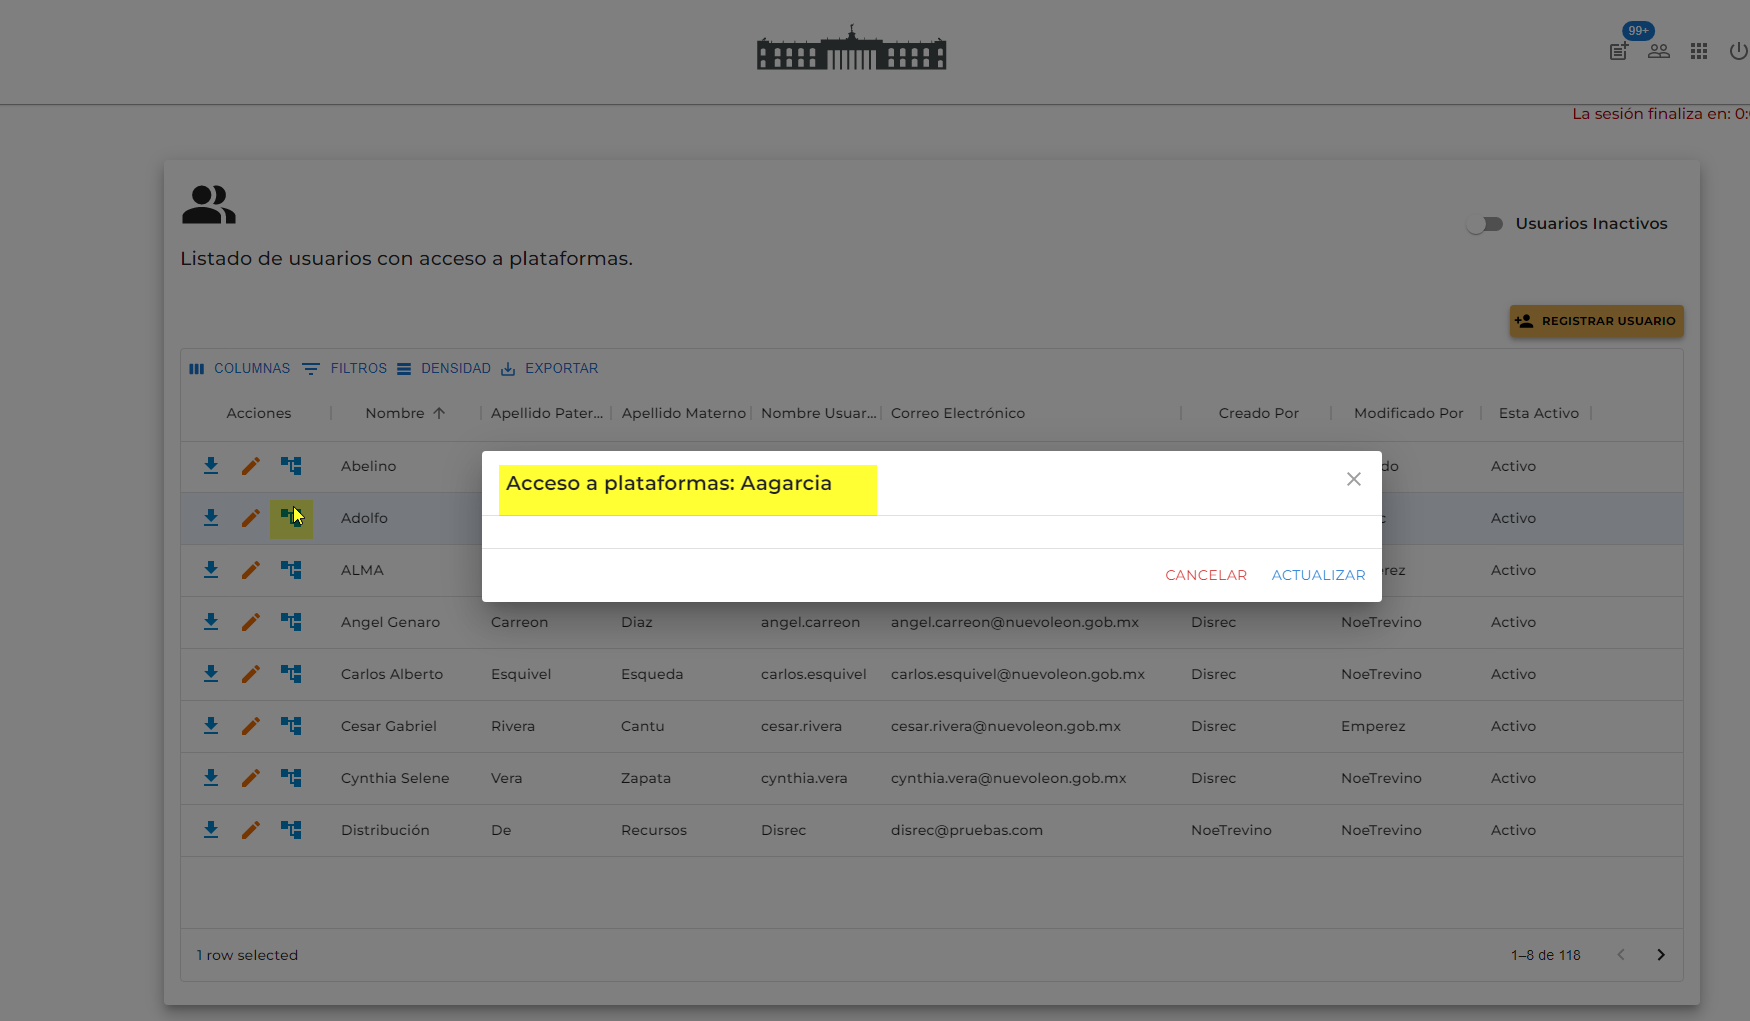 99+
La sesión finaliza en: 0:
Usuarios Inactivos
Listado de usuarios con acceso a plataformas.
REGISTRAR USUARIO
COLUMNAS FILTROS DENSIDAD EXPORTAR
Acciones Nombre Apellido Pater... Apellido Materno Nombre Usuar... Correo Electrónico Creado Por Modificado Por Esta Activo
Abelino do Activo
Acceso a plataformas: Aagarcia
Adolfo Activo
ALMA rez Activo
CANCELAR ACTUALIZAR
Angel Genaro Carreon Diaz angel.carreon angel.carreon@nuevoleon.gob.mx Disrec NoeTrevino Activo
Carlos Alberto Esquivel Esqueda carlos.esquivel carlos.esquivel@nuevoleon.gob.mx Disrec NoeTrevino Activo
Cesar Gabriel Rivera Cantu cesar.rivera cesar.rivera@nuevoleon.gob.mx Disrec Emperez Activo
Cynthia Selene Vera Zapata cynthia.vera cynthia.vera@nuevoleon.gob.mx Disrec NoeTrevino Activo
Distribución De Recursos Disrec disrec@pruebas.com NoeTrevino NoeTrevino Activo
1 row selected 1–8 de 118